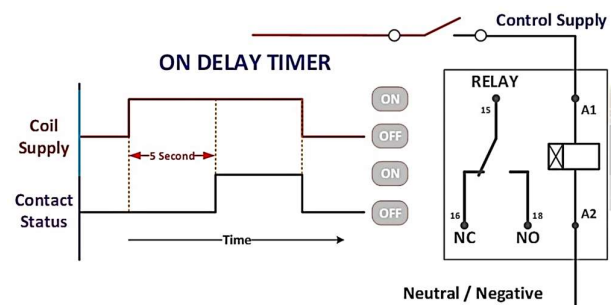 Control Supply
ON DELAY TIMER
RELAY
ON
15
A1
Coil
Supply
OFF
5 Second
ON
Contact
Status
OFF
16
18
A2
NC
NO
Time
Neutral / Negative